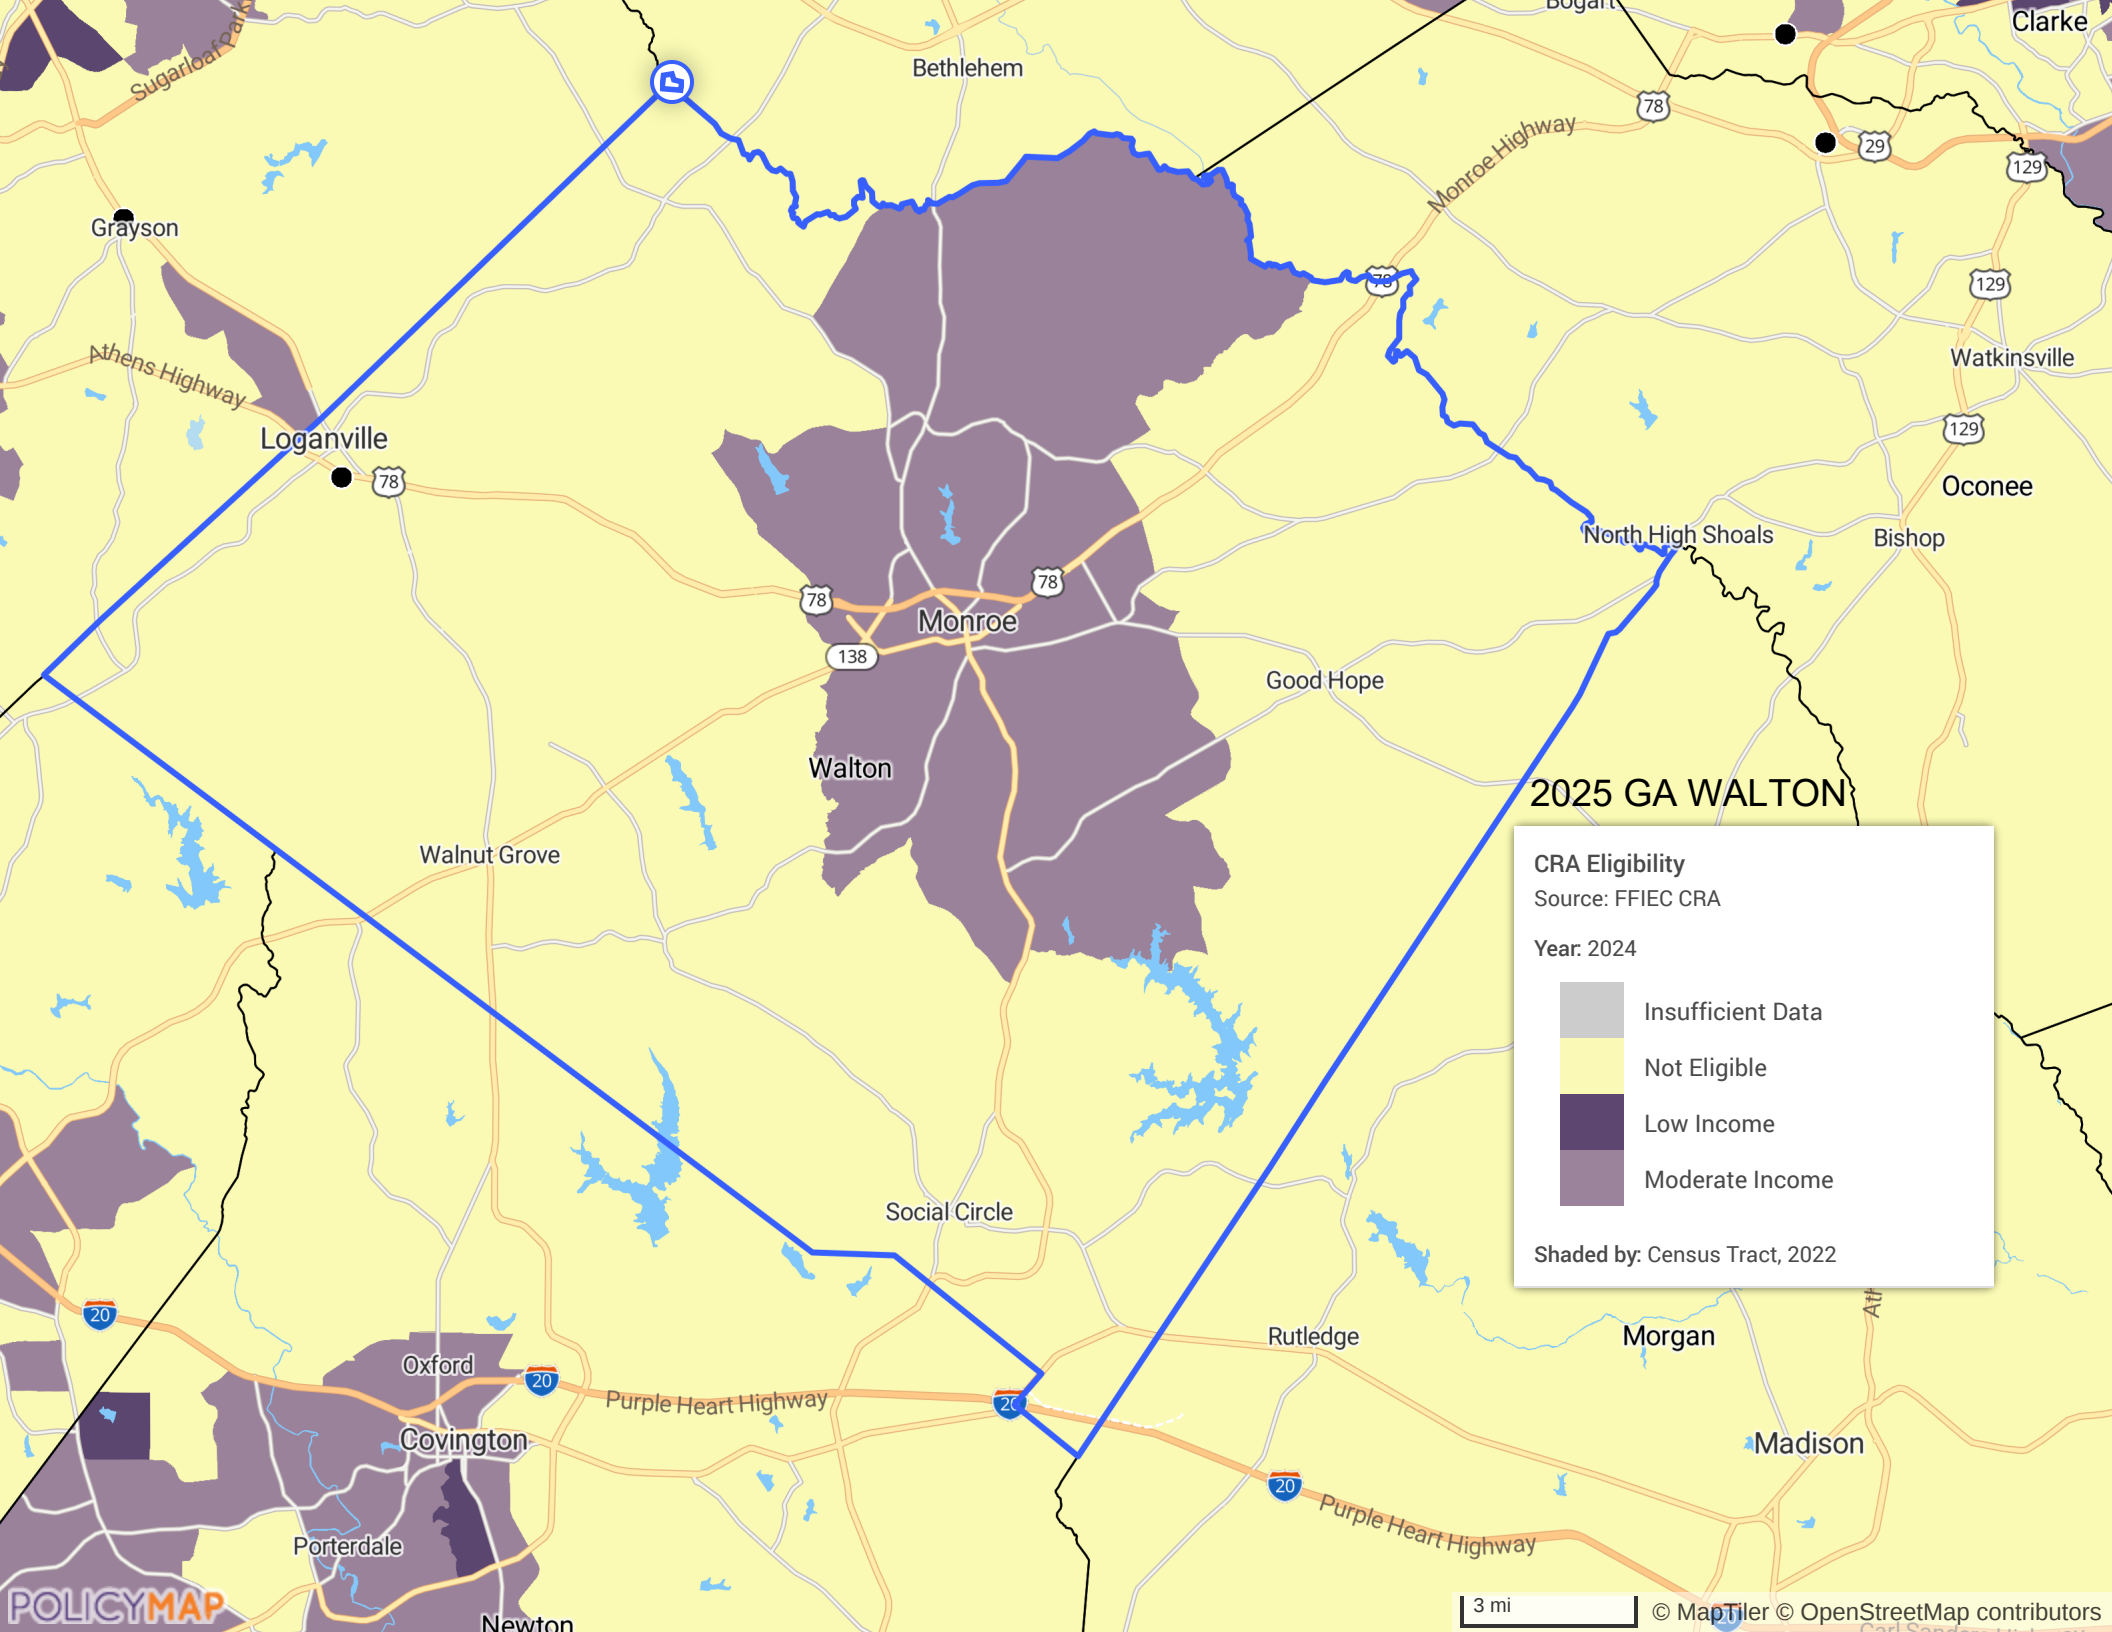 Bogart
Clarke
Sugarloaf Park
Bethlehem
78
Monroe Highway
29
129
Grayson
78
129
Athens Highway
Watkinsville
Loganville
129
78
Oconee
North High Shoals
Bishop
78
78
Monroe
138
Good Hope
Walton
2025 GA WALTON
Walnut Grove
CRA Eligibility
Source: FFIEC CRA
Year: 2024
Insufficient Data
Not Eligible
Low Income
Moderate Income
Shaded by: Census Tract, 2022
Social Circle
20
Rutledge
Morgan
Oxford
20
Purple Heart Highway
20
Covington
Madison
20
Purple Heart Highway
Porterdale
POLICYMAP
Newton
3 mi
20
© MapTiler © OpenStreetMap contributors